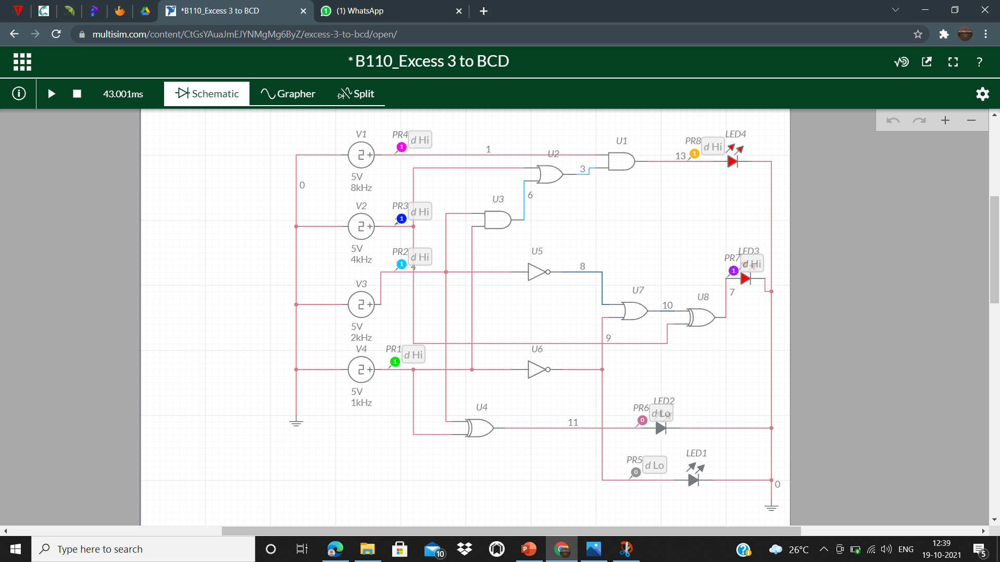 *B110_Excess 3 to BCD
(1) WhatsApp
multisim.com/content/CtGsYAuaJmEJYNMgMg6ByZ/excess-3-to-bcd/open/
*B110_Excess 3 to BCD
?
43.001ms
Schematic
Grapher
Split
V1
PR4
d Hi
1
1
U2
U1
PR8
d Hi
LED4
13
1
5V
8kHz
0
3
6
V2
PR3
d Hi
1
5V
4kHz
U3
PR2
d Hi
1
4
U5
8
LED3
PR7
d Hi
1
7
V3
5V
2kHz
U7
10
U8
9
V4
PR1
d Hi
1
U6
5V
1kHz
U4
11
LED2
PR6
d Lo
0
LED1
PR5
d Lo
0
0
Type here to search
10
P
26°C
ENG
12:39
19-10-2021
5